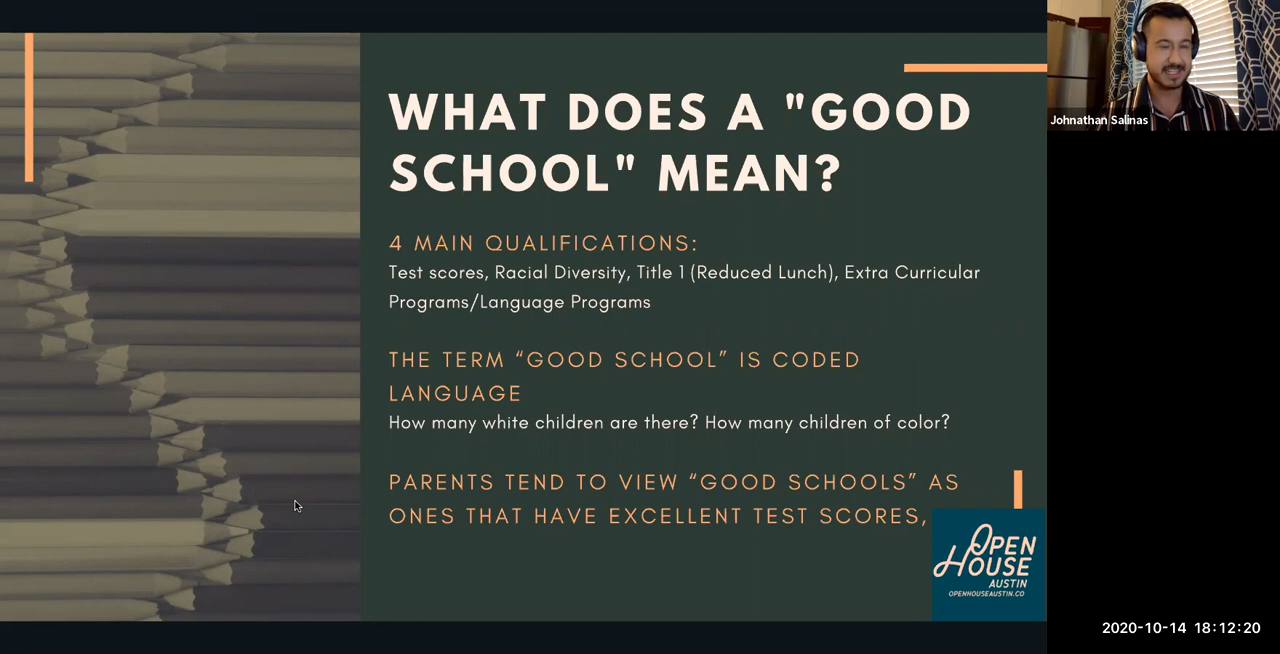 WHAT DOES A "GOOD
SCHOOL" MEAN?
4 MAIN QUALIFICATIONS:
Test scores, Racial Diversity, Title 1 (Reduced Lunch), Extra Curricular
Programs/Language Programs
THE TERM “GOOD SCHOOL” IS CODED
LANGUAGE
How many white children are there? How many children of color?
PARENTS TEND TO VIEW “GOOD SCHOOLS” AS
ONES THAT HAVE EXCELLENT TEST SCORES,
OPEN
HOUSE
AUSTIN
OPENHOUSEAUSTIN.CO
Johnathan Salinas
2020-10-14 18:12:20